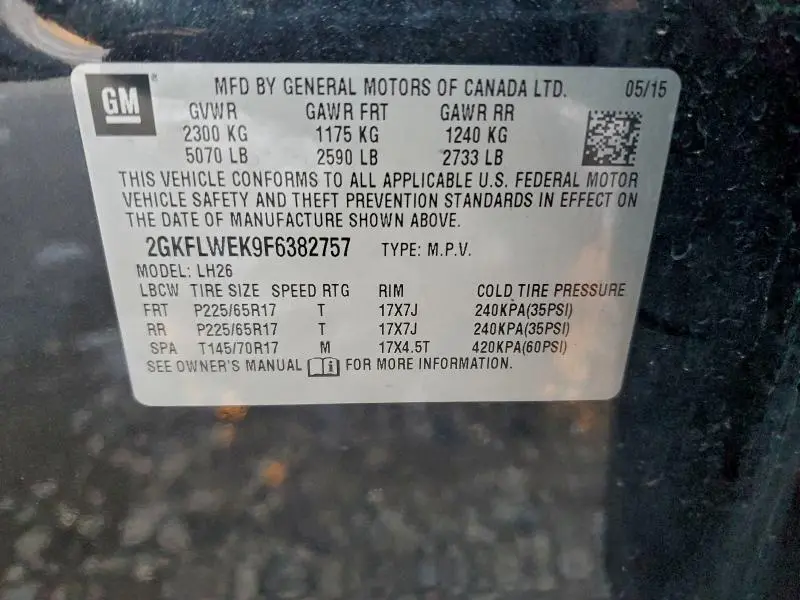 GM ®
MFD BY GENERAL MOTORS OF CANADA LTD. 05/15
GVWR GAWR FRT GAWR RR
2300 KG 1175 KG 1240 KG
5070 LB 2590 LB 2733 LB
THIS VEHICLE CONFORMS TO ALL APPLICABLE U.S. FEDERAL MOTOR
VEHICLE SAFETY AND THEFT PREVENTION STANDARDS IN EFFECT ON
THE DATE OF MANUFACTURE SHOWN ABOVE.
2GKFLWEK9F6382757 TYPE: M.P.V.
MODEL: LH26
LBCW TIRE SIZE SPEED RTG RIM COLD TIRE PRESSURE
FRT P225/65R17 T 17X7J 240KPA(35PSI)
RR P225/65R17 T 17X7J 240KPA(35PSI)
SPA T145/70R17 M 17X4.5T 420KPA(60PSI)
SEE OWNER'S MANUAL i FOR MORE INFORMATION.